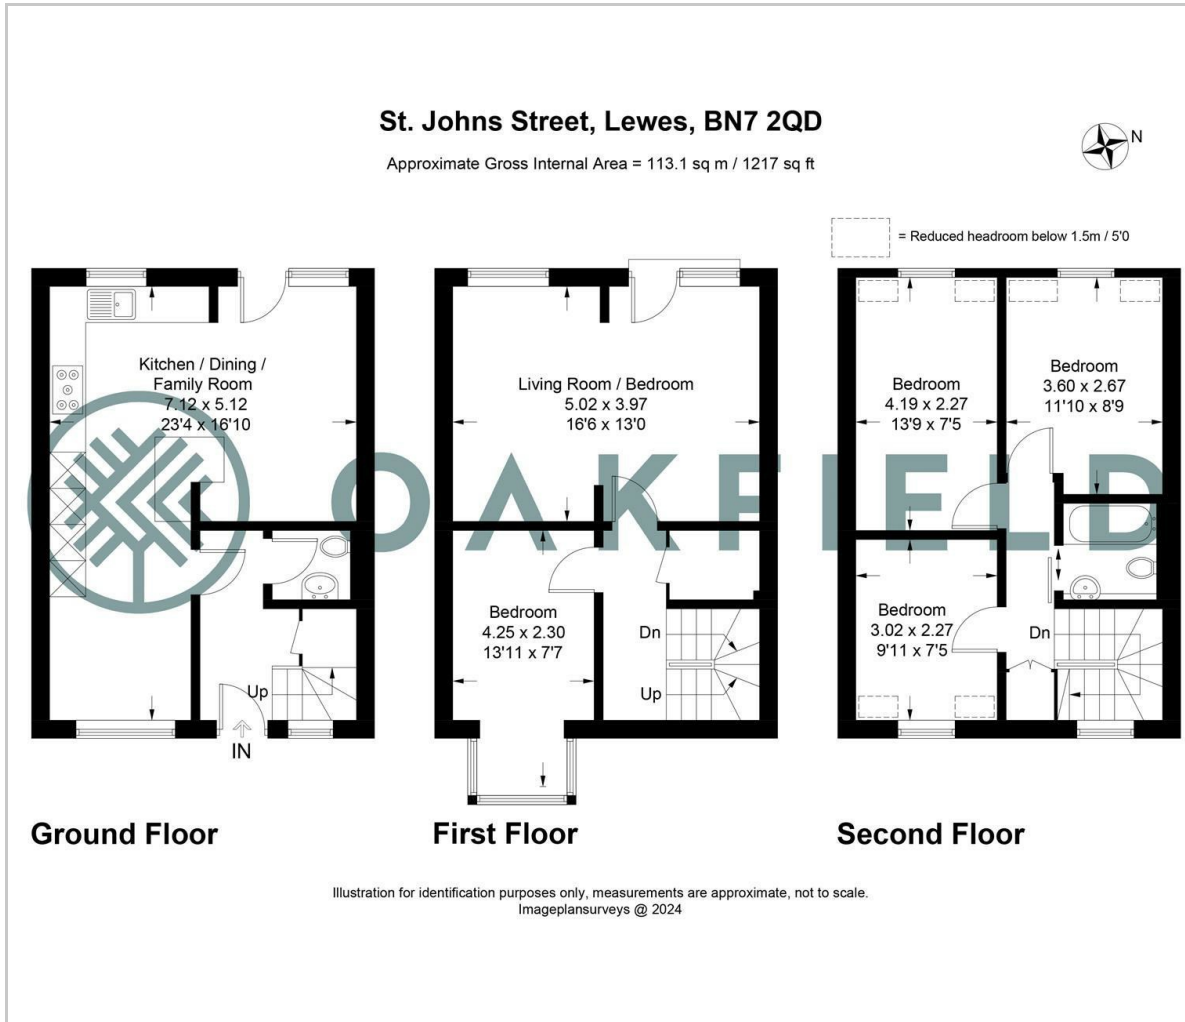 St. Johns Street, Lewes, BN7 2QD
Approximate Gross Internal Area = 113.1 sq m / 1217 sq ft
N
= Reduced headroom below 1.5m / 5'0
Kitchen / Dining /
Family Room
7.12 x 5.12
23'4 x 16'10
Up
IN
Ground Floor
Living Room / Bedroom
5.02 x 3.97
16'6 x 13'0
Bedroom
4.25 x 2.30
13'11 x 7'7
Dn
Up
First Floor
Bedroom
4.19 x 2.27
13'9 x 7'5
Bedroom
3.60 x 2.67
11'10 x 8'9
Bedroom
3.02 x 2.27
9'11 x 7'5
Dn
Second Floor
OAKFIELD
Illustration for identification purposes only, measurements are approximate, not to scale.
Imageplansurveys @ 2024